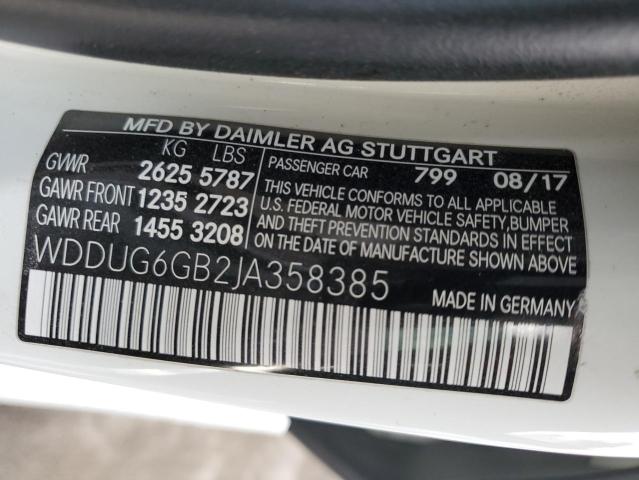 MFD BY DAIMLER AG STUTTGART
KG LBS
GVWR 2625 5787
GAWR FRONT 1235 2723
GAWR REAR 1455 3208
PASSENGER CAR 799 08/17
THIS VEHICLE CONFORMS TO ALL APPLICABLE
U.S. FEDERAL MOTOR VEHICLE SAFETY, BUMPER
AND THEFT PREVENTION STANDARDS IN EFFECT
ON THE DATE OF MANUFACTURE SHOWN ABOVE.
WDDUG6GB2JA358385
MADE IN GERMANY